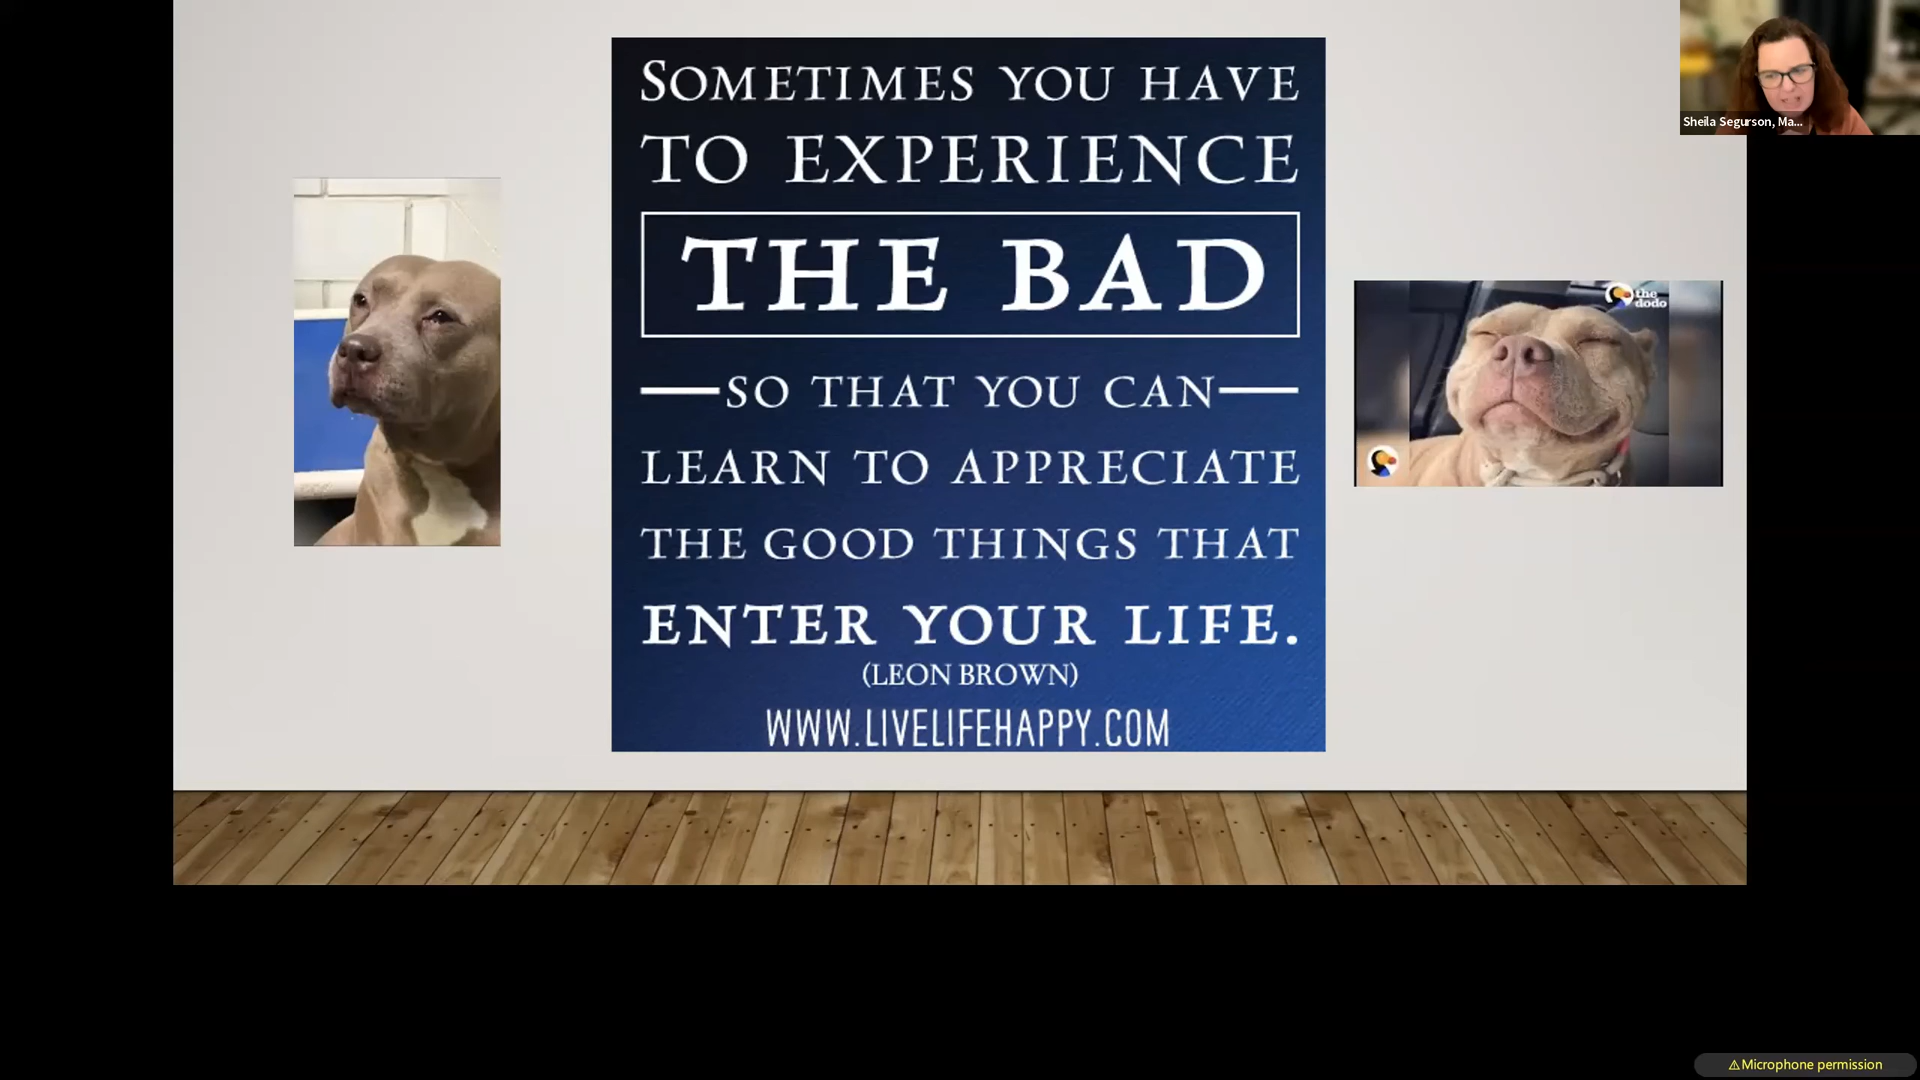 SOMETIMES YOU HAVE
TO EXPERIENCE
THE BAD
SO THAT YOU CAN
LEARN TO APPRECIATE
THE GOOD THINGS THAT
ENTER YOUR LIFE.
(LEON BROWN)
WWW.LIVELIFEHAPPY.COM
the
dodo
Sheila Segurson, Ma...
Microphone permission